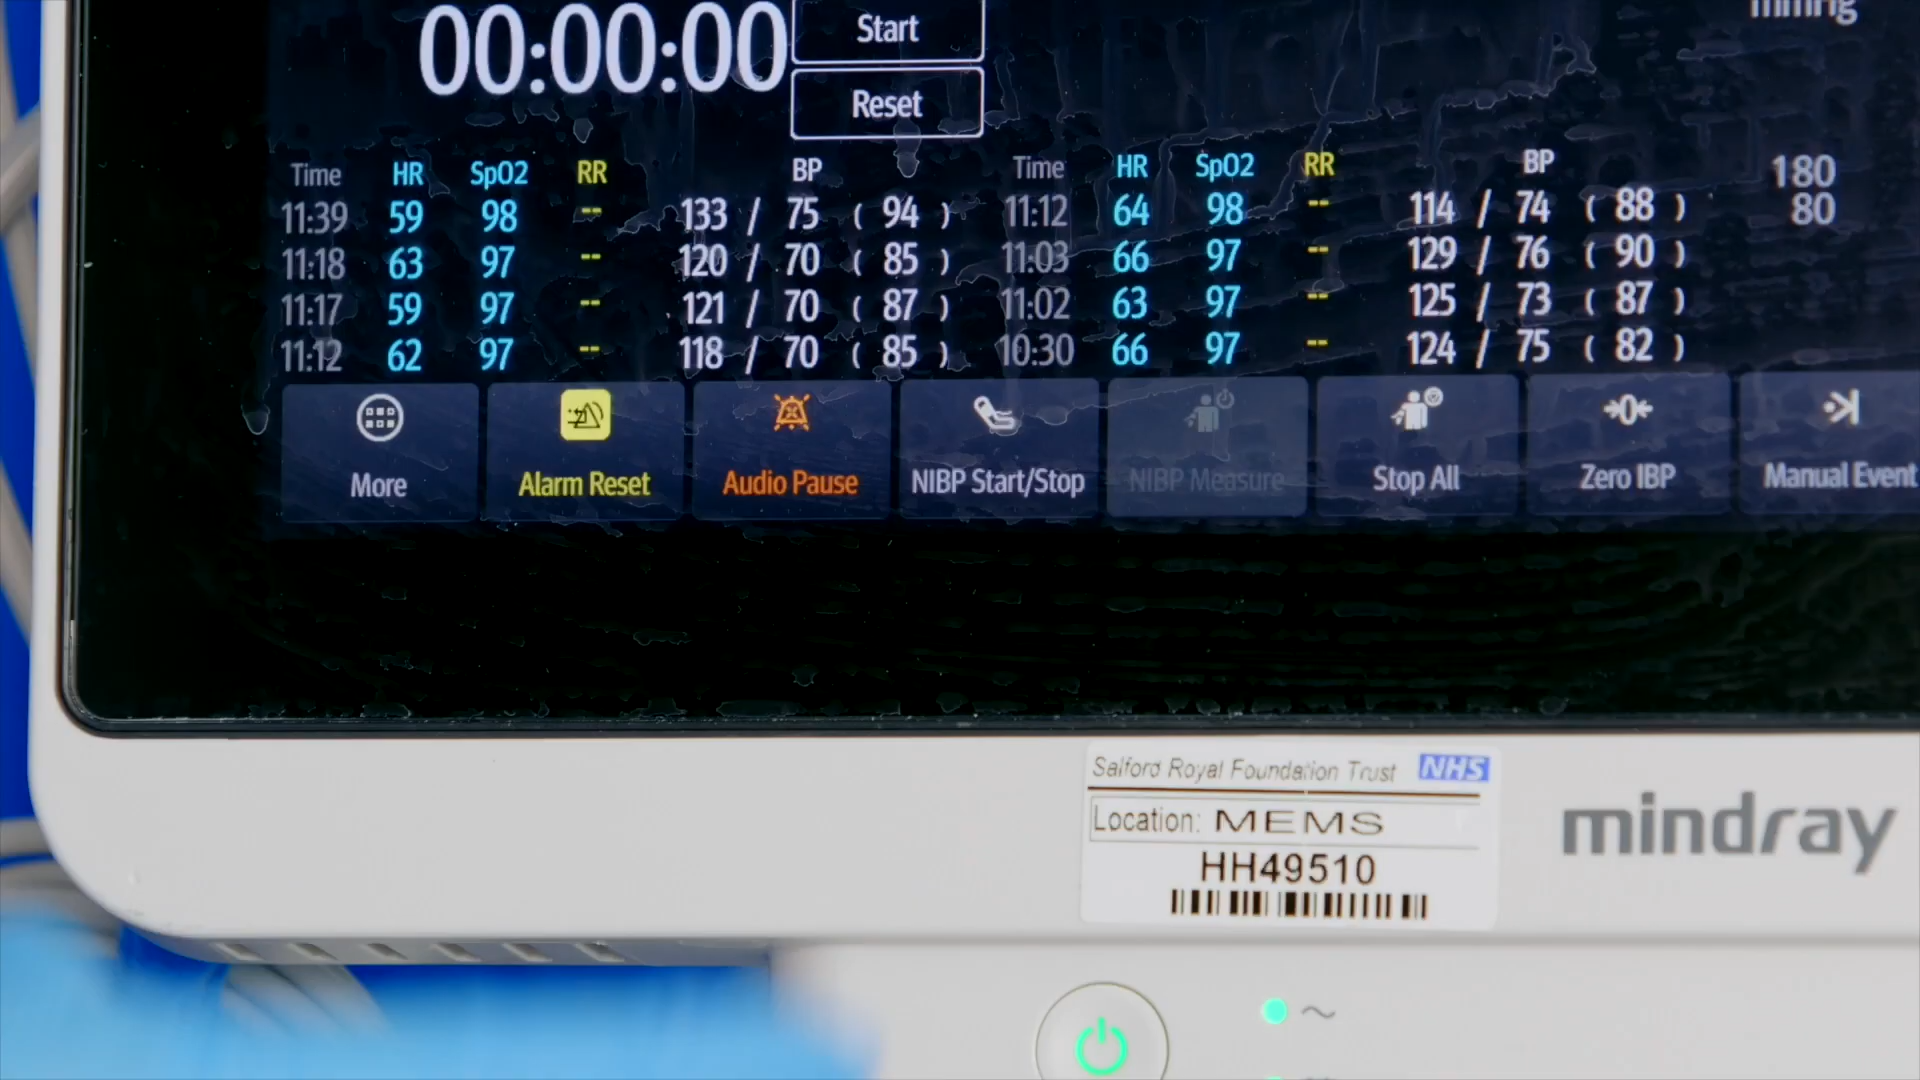 mmHg
00:00:00
Start
Reset
Time HR SpO2 RR BP Time HR SpO2 RR BP
11:39 59 98 -- 133 / 75 ( 94 ) 11:12 64 98 -- 114 / 74 ( 88 )
11:18 63 97 -- 120 / 70 ( 85 ) 11:03 66 97 -- 129 / 76 ( 90 )
11:17 59 97 -- 121 / 70 ( 87 ) 11:02 63 97 -- 125 / 73 ( 87 )
11:12 62 97 -- 118 / 70 ( 85 ) 10:30 66 97 -- 124 / 75 ( 82 )
180
80
More
Alarm Reset
Audio Pause
NIBP Start/Stop
NIBP Measure
Stop All
Zero IBP
Manual Event
Salford Royal Foundation Trust NHS
Location: MEMS
HH49510
mindray